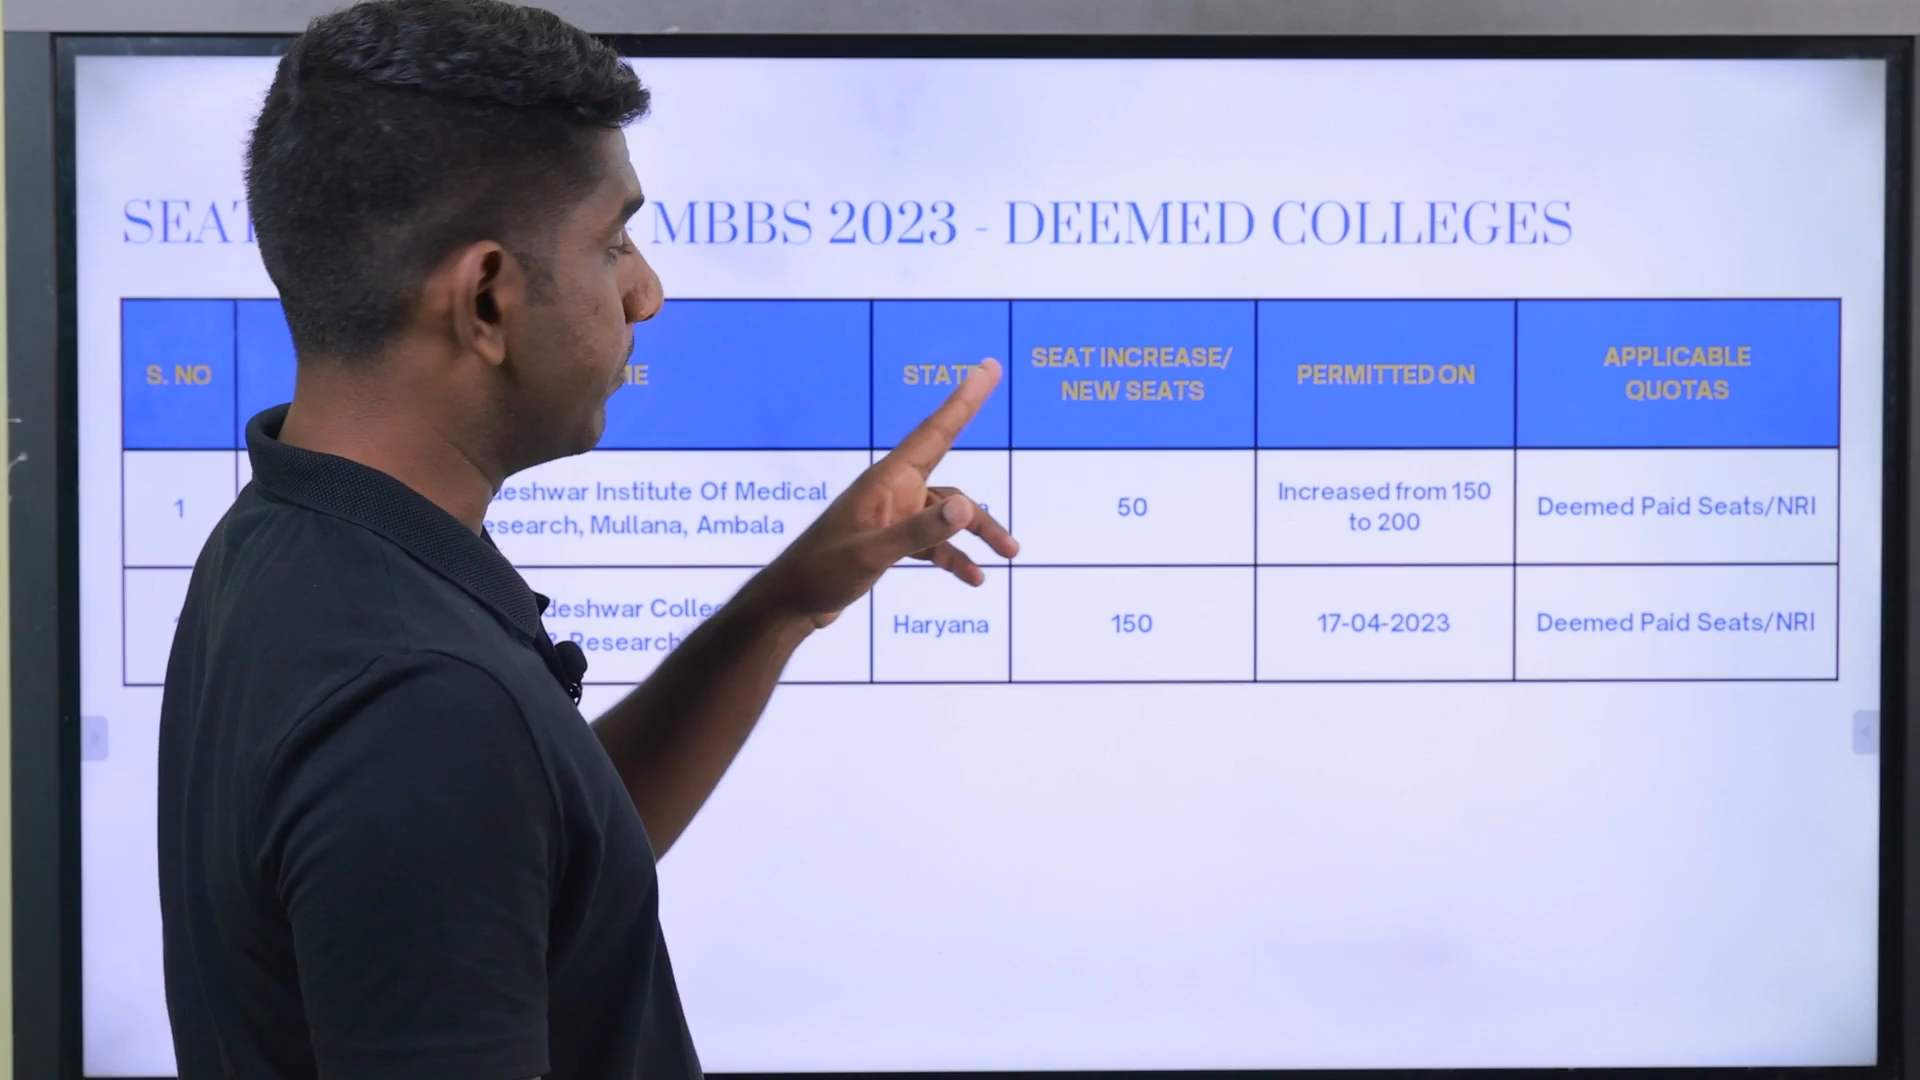 MBBS 2023 - DEEMED COLLEGES
S. NO
STATE
SEAT INCREASE/
NEW SEATS
PERMITTED ON
APPLICABLE
QUOTAS
1
Institute Of Medical
Mullana, Ambala
50
Increased from 150
to 200
Deemed Paid Seats/NRI
Research
Haryana
150
17-04-2023
Deemed Paid Seats/NRI